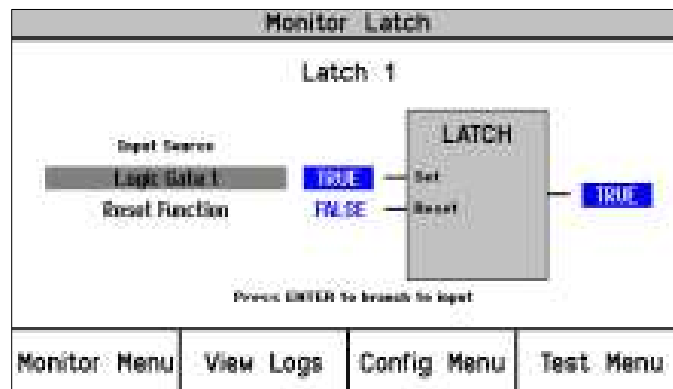 Monitor Latch
Latch 1
LATCH
Input Source
Logic Gate 1 TRUE Set
TRUE
Reset Function FALSE Reset
Press ENTER to branch to input
Monitor Menu View Logs Config Menu Test Menu